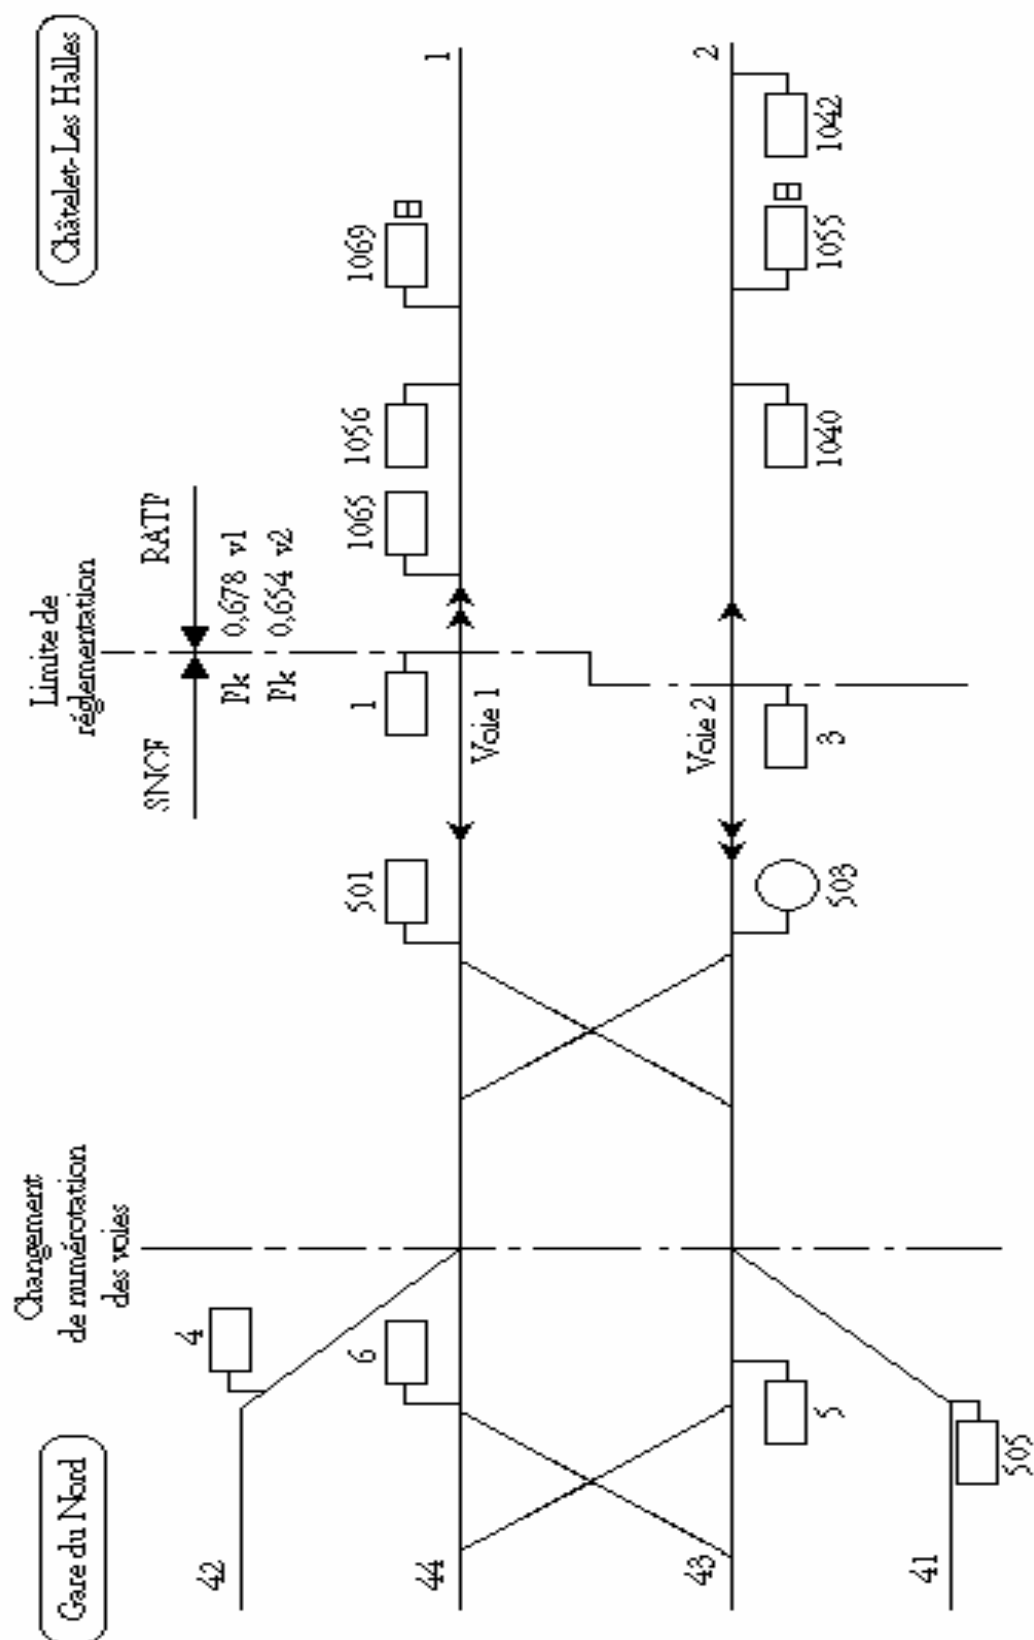 Châtelet-Les Halles
Gare du Nord
Changement
de numérotation
des voies
Limite de
réglementation
SNCF
RATP
Pk 0,678 v1
Pk 0,654 v2
42
4
44
6
501
1
Voie 1
1065
1056
1069
1
43
5
503
Voie 2
3
1040
1055
1042
2
41
505